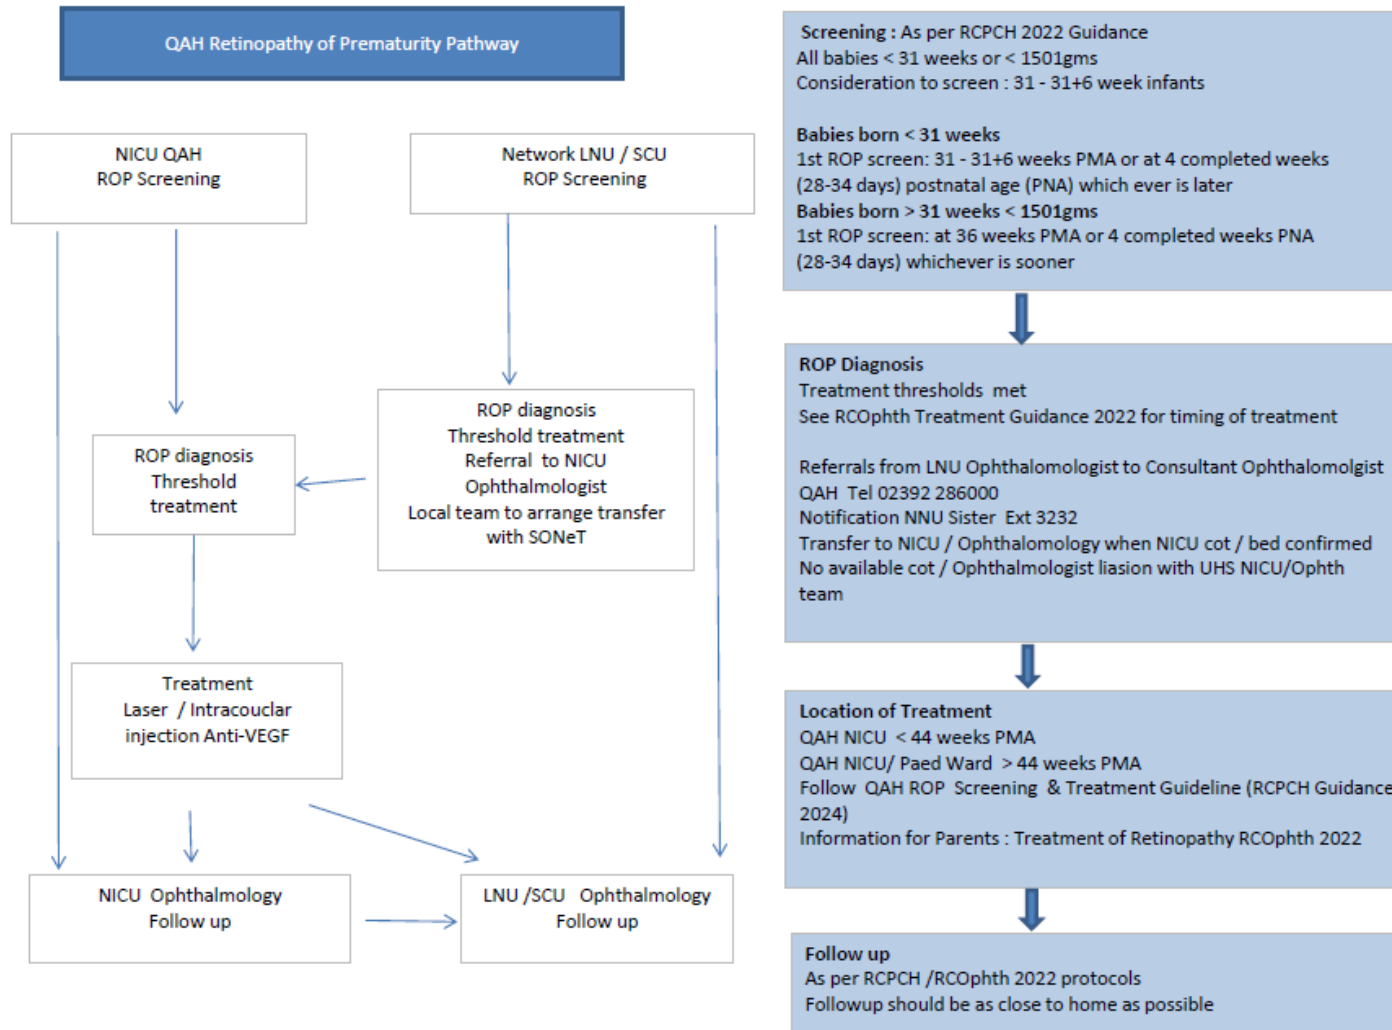 QAH Retinopathy of Prematurity Pathway
NICU QAH
ROP Screening
Network LNU / SCU
ROP Screening
ROP diagnosis
Threshold
treatment
ROP diagnosis
Threshold treatment
Referral to NICU
Ophthalmologist
Local team to arrange transfer
with SONeT
Treatment
Laser / Intracouclar
injection Anti-VEGF
NICU Ophthalmology
Follow up
LNU /SCU Ophthalmology
Follow up
Screening : As per RCPCH 2022 Guidance
All babies < 31 weeks or < 1501gms
Consideration to screen : 31 - 31+6 week infants
Babies born < 31 weeks
1st ROP screen: 31 - 31+6 weeks PMA or at 4 completed weeks
(28-34 days) postnatal age (PNA) which ever is later
Babies born > 31 weeks < 1501gms
1st ROP screen: at 36 weeks PMA or 4 completed weeks PNA
(28-34 days) whichever is sooner
ROP Diagnosis
Treatment thresholds met
See RCOphth Treatment Guidance 2022 for timing of treatment
Referrals from LNU Ophthalomologist to Consultant Ophthalomolgist
QAH Tel 02392 286000
Notification NNU Sister Ext 3232
Transfer to NICU / Ophthalomology when NICU cot / bed confirmed
No available cot / Ophthalmologist liasion with UHS NICU/Ophth
team
Location of Treatment
QAH NICU < 44 weeks PMA
QAH NICU/ Paed Ward > 44 weeks PMA
Follow QAH ROP Screening & Treatment Guideline (RCPCH Guidance
2024)
Information for Parents : Treatment of Retinopathy RCOphth 2022
Follow up
As per RCPCH /RCOphth 2022 protocols
Followup should be as close to home as possible